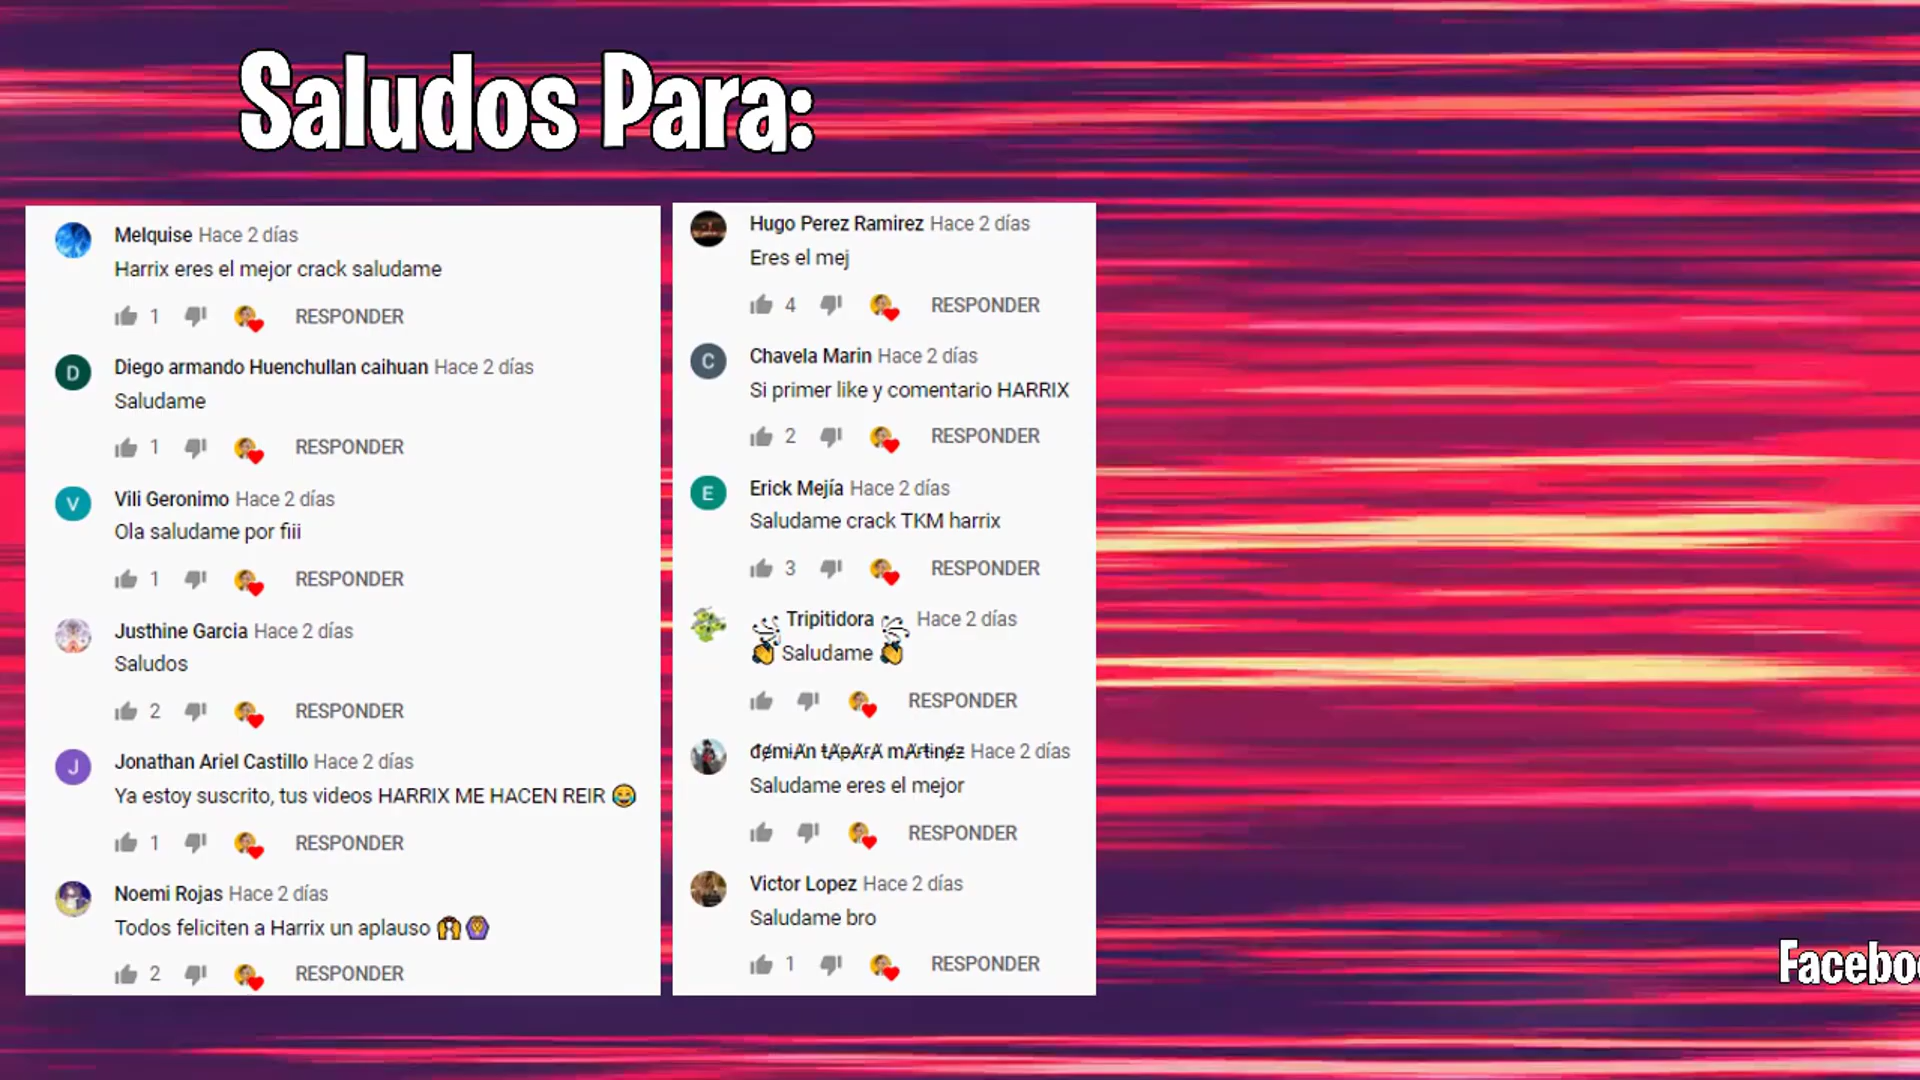 Saludos Para:
Melquise Hace 2 días
Harrix eres el mejor crack saludame
1 RESPONDER
D
Diego armando Huenchullan caihuan Hace 2 días
Saludame
1 RESPONDER
V
Vili Geronimo Hace 2 días
Ola saludame por fiii
1 RESPONDER
Justhine Garcia Hace 2 días
Saludos
2 RESPONDER
J
Jonathan Ariel Castillo Hace 2 días
Ya estoy suscrito, tus videos HARRIX ME HACEN REIR 😂
1 RESPONDER
Noemi Rojas Hace 2 días
Todos feliciten a Harrix un aplauso
2 RESPONDER
Hugo Perez Ramirez Hace 2 días
Eres el mej
4 RESPONDER
C
Chavela Marin Hace 2 días
Si primer like y comentario HARRIX
2 RESPONDER
E
Erick Mejía Hace 2 días
Saludame crack TKM harrix
3 RESPONDER
Tripitidora Hace 2 días
👏 Saludame 👏
RESPONDER
Hace 2 días
Saludame eres el mejor
RESPONDER
Victor Lopez Hace 2 días
Saludame bro
1 RESPONDER